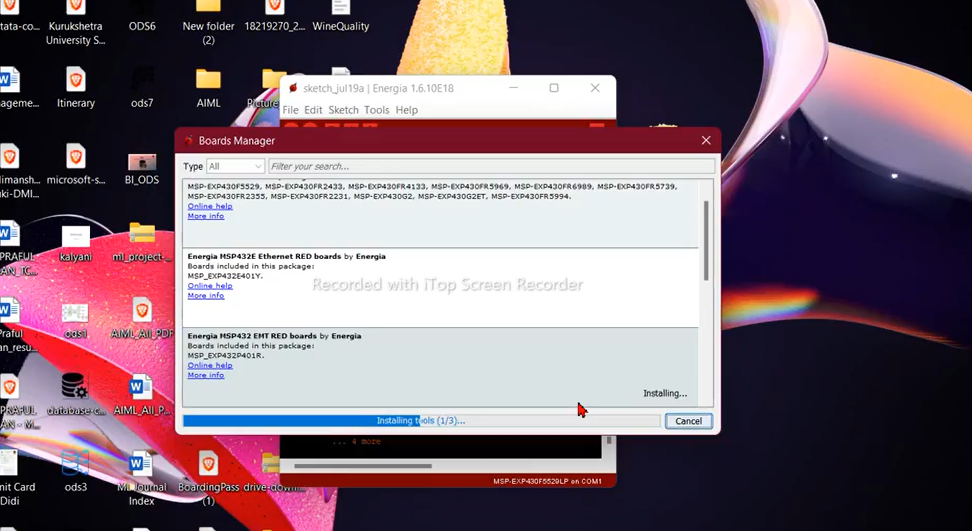 tata-co...
Kurukshetra
University S...
ODS6
New folder
(2)
18219270_2...
WineQuality
ageme...
Itinerary
ods7
AIML
Picture
sketch_jul19a | Energia 1.6.10E18
File Edit Sketch Tools Help
Boards Manager
Type All Filter your search...
MSP-EXP430F5529, MSP-EXP430FR2433, MSP-EXP430FR4133, MSP-EXP430FR5969, MSP-EXP430FR6989, MSP-EXP430FR5739,
MSP-EXP430FR2355, MSP-EXP430FR2231, MSP-EXP430G2, MSP-EXP430G2ET, MSP-EXP430FR5994.
Online help
More info
Energia MSP432E Ethernet RED boards by Energia
Boards included in this package:
MSP_EXP432E401Y.
Online help
More info
Recorded with iTop Screen Recorder
Energia MSP432 EMT RED boards by Energia
Boards included in this package:
MSP_EXP432P401R.
Online help
More info
Installing...
Installing tools (1/3)...
Cancel
... 4 more
MSP-EXP430F5529LP on COM1
himansh...
uki-DMI...
microsoft-s...
BI_ODS
PRAFUL
AN_TC...
kalyani
ml_project-...
Praful
an_resu...
ods1
AIML_All_PDF
PRAFUL
AN - M...
database-c...
AIML_All_P...
mit Card
Didi
ods3
ML Journal
Index
BoardingPass
(1)
drive-down...